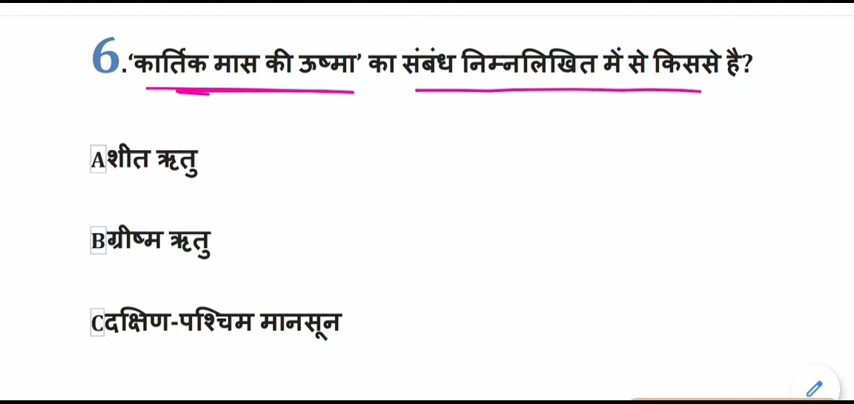 6.‘कार्तिक मास की ऊष्मा’ का संबंध निम्नलिखित में से किससे है?
Aशीत ऋतु
Bग्रीष्म ऋतु
Cदक्षिण-पश्चिम मानसून